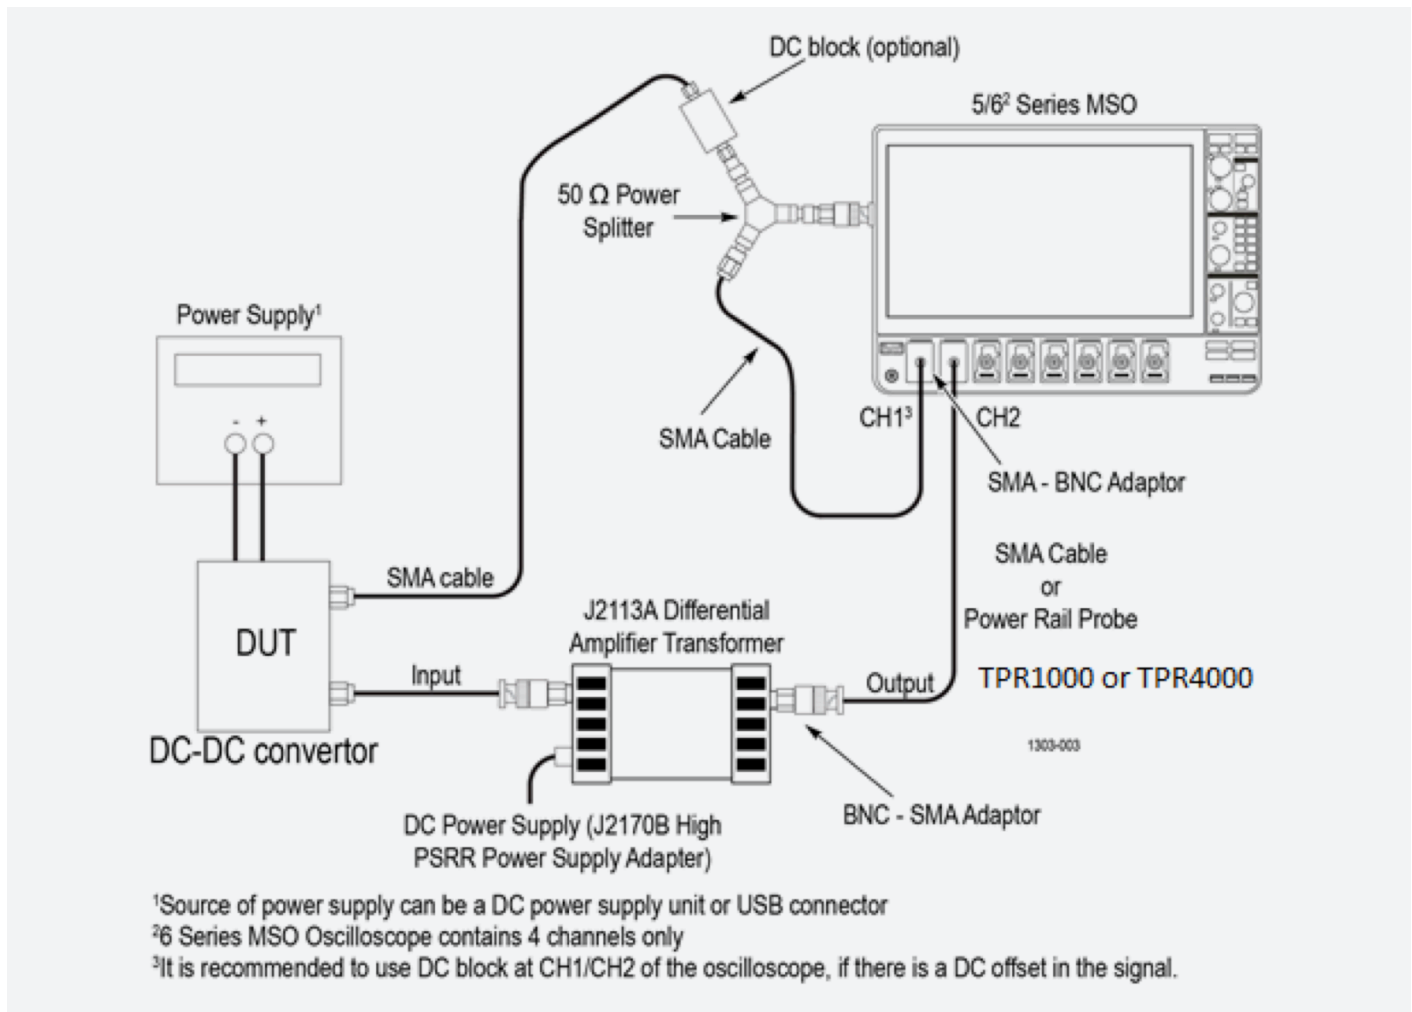 DC block (optional)
5/6² Series MSO
50 Ω Power
Splitter
Power Supply¹
- +
SMA Cable
CH1³
CH2
SMA - BNC Adaptor
SMA cable
SMA Cable
or
Power Rail Probe
TPR1000 or TPR4000
J2113A Differential
Amplifier Transformer
DUT
Input
Output
DC-DC convertor
1303-003
BNC - SMA Adaptor
DC Power Supply (J2170B High
PSRR Power Supply Adapter)
¹Source of power supply can be a DC power supply unit or USB connector
²6 Series MSO Oscilloscope contains 4 channels only
³It is recommended to use DC block at CH1/CH2 of the oscilloscope, if there is a DC offset in the signal.